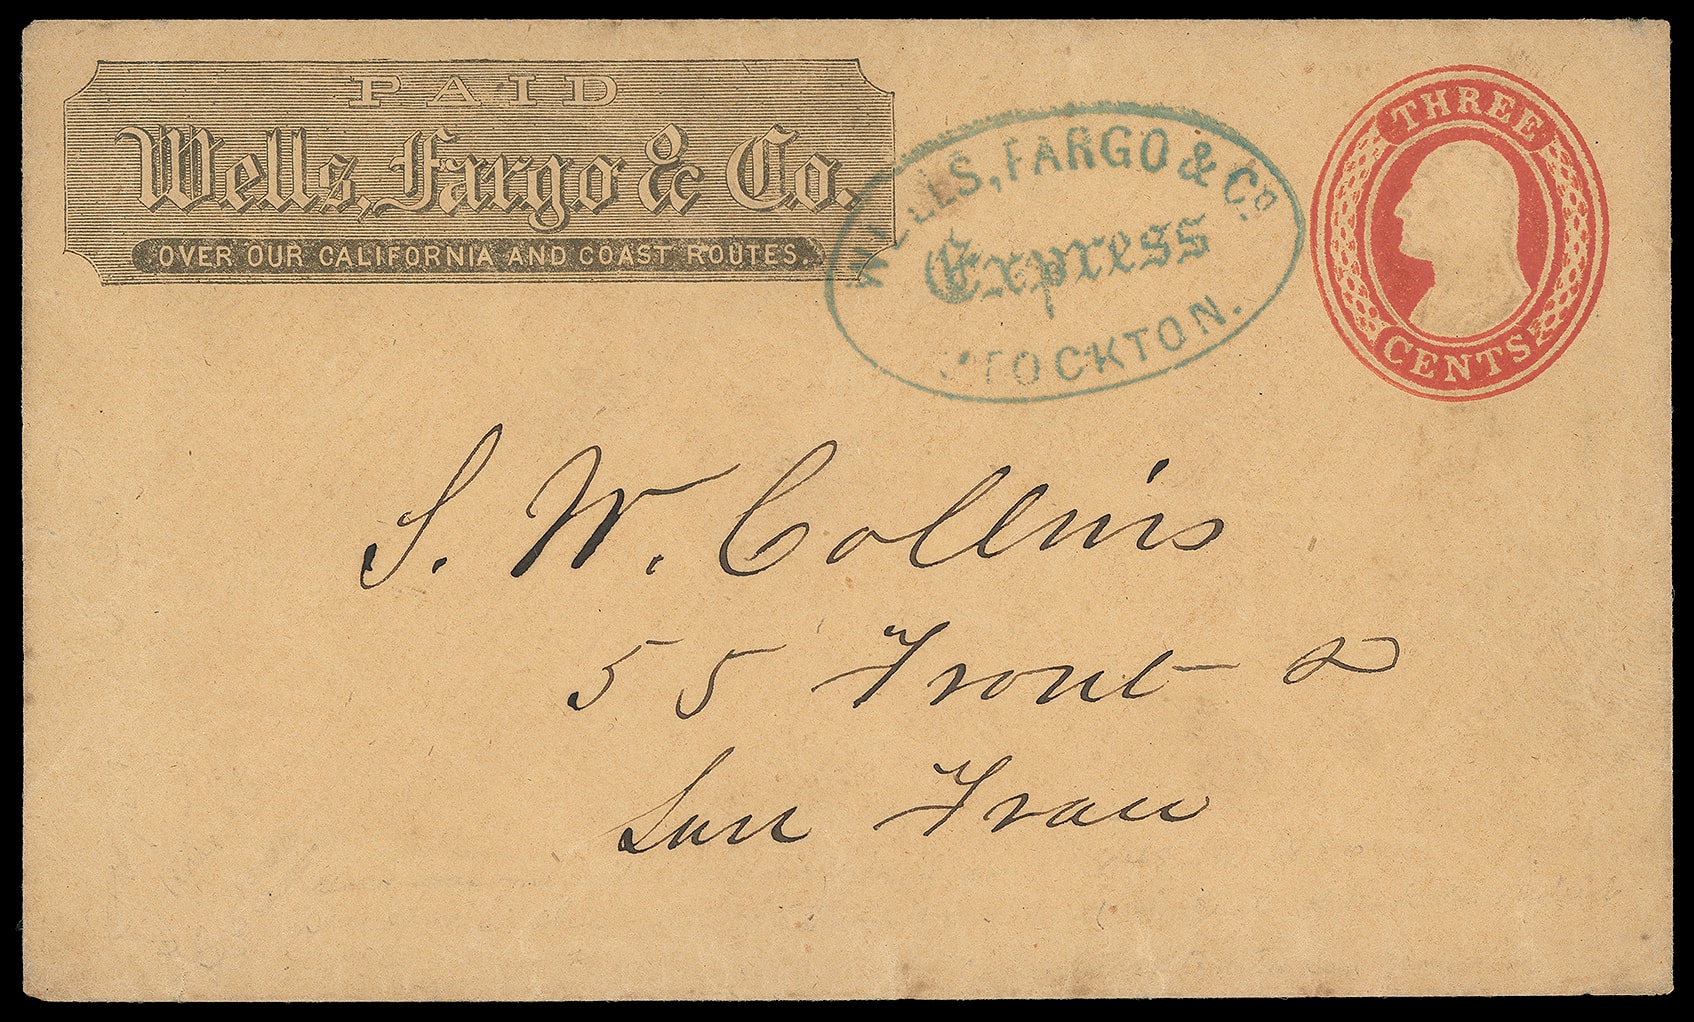 PAID
Wells, Fargo & Co.
OVER OUR CALIFORNIA AND COAST ROUTES.
WELLS, FARGO & Co.
Express
STOCKTON.
THREE
CENTS
S. W. Collins
55 Front
San Fran